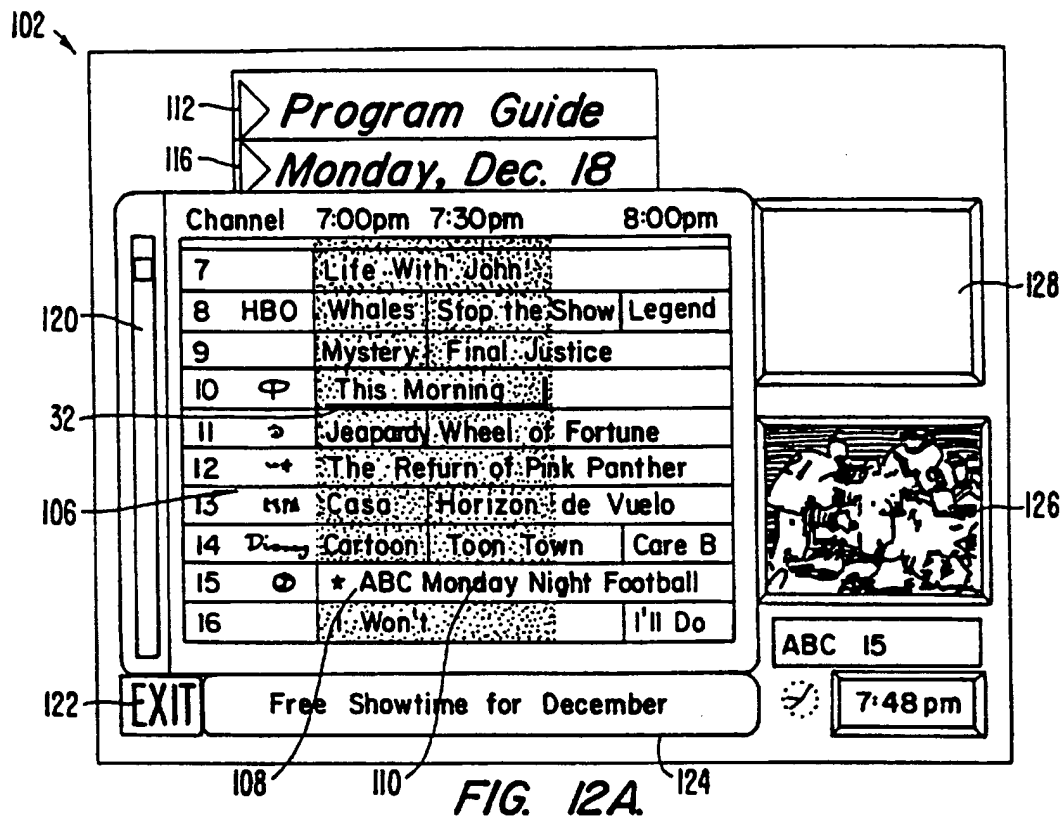 102
112
Program Guide
116
Monday, Dec. 18
Channel 7:00pm 7:30pm 8:00pm
7 Life With John
8 HBO Whales Stop the Show Legend
128
120
9 Mystery Final Justice
10 This Morning
32
11 Jeapardy Wheel of Fortune
12 The Return of Pink Panther
106
13 Casa Horizon de Vuelo
126
14 Disney Cartoon Toon Town Care B
15 * ABC Monday Night Football
16 I Won't I'll Do
ABC 15
122
EXIT
Free Showtime for December
7:48 pm
108
110
124
FIG. 12A.